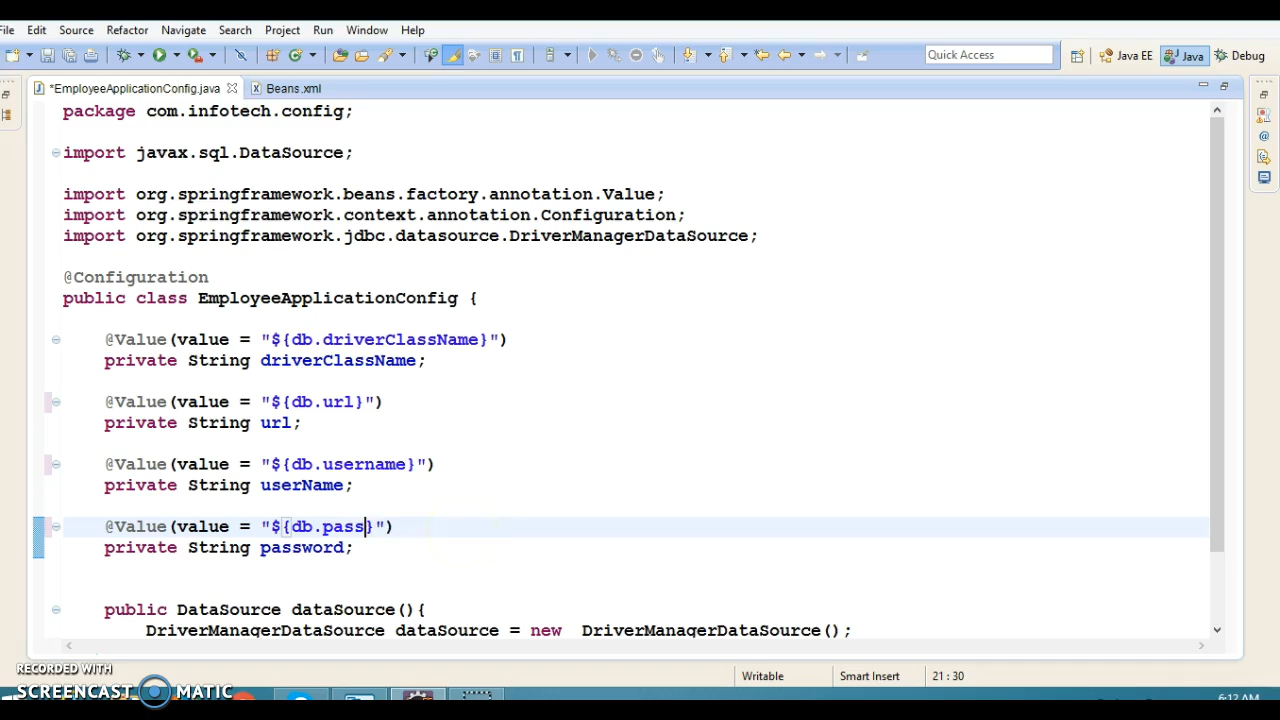 File Edit Source Refactor Navigate Search Project Run Window Help
Quick Access Java EE Java Debug
*EmployeeApplicationConfig.java Beans.xml
package com.infotech.config;
import javax.sql.DataSource;
import org.springframework.beans.factory.annotation.Value;
import org.springframework.context.annotation.Configuration;
import org.springframework.jdbc.datasource.DriverManagerDataSource;
@Configuration
public class EmployeeApplicationConfig {
@Value(value = "${db.driverClassName}")
private String driverClassName;
@Value(value = "${db.url}")
private String url;
@Value(value = "${db.username}")
private String userName;
@Value(value = "${db.pass}")
private String password;
public DataSource dataSource(){
DriverManagerDataSource dataSource = new  DriverManagerDataSource();
RECORDED WITH
SCREENCAST MATIC
Writable Smart Insert 21 : 30
6:12 AM